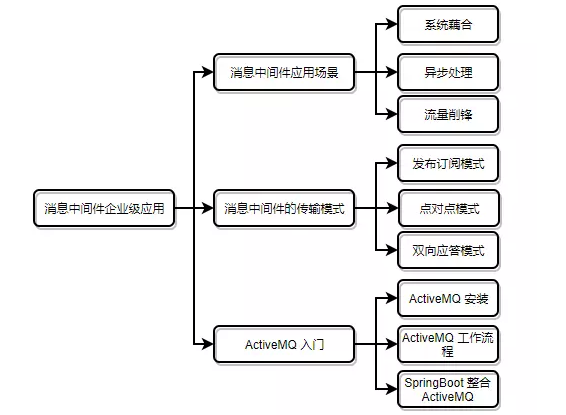 消息中间件企业级应用
消息中间件应用场景
系统藕合
异步处理
流量削锋
消息中间件的传输模式
发布订阅模式
点对点模式
双向应答模式
ActiveMQ 入门
ActiveMQ 安装
ActiveMQ 工作流
程
SpringBoot 整合
ActiveMQ